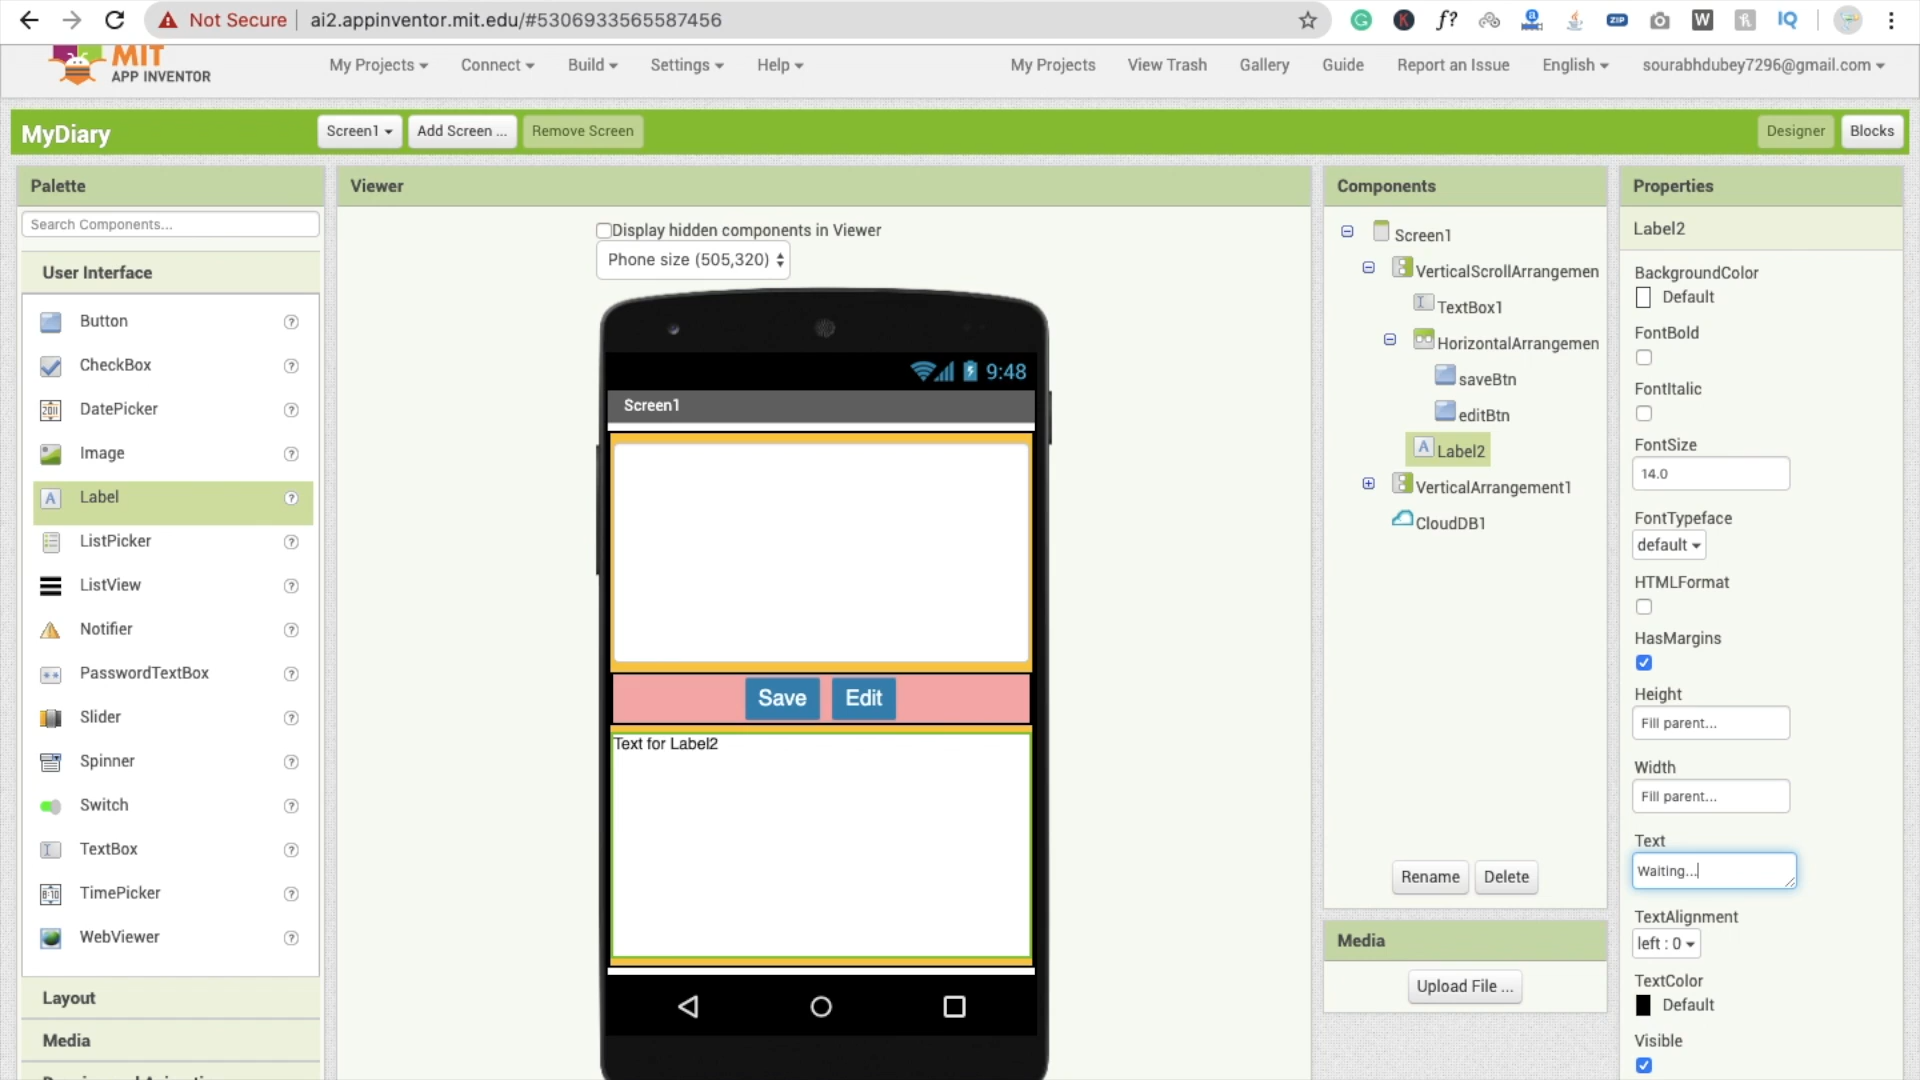 Not Secure
ai2.appinventor.mit.edu/#5306933565587456
MIT
APP INVENTOR
My Projects
Connect
Build
Settings
Help
My Projects
View Trash
Gallery
Guide
Report an Issue
English
sourabhdubey7296@gmail.com
MyDiary
Screen1
Add Screen ...
Remove Screen
Designer
Blocks
Palette
Search Components...
User Interface
Button
CheckBox
DatePicker
Image
Label
ListPicker
ListView
Notifier
PasswordTextBox
Slider
Spinner
Switch
TextBox
TimePicker
WebViewer
Layout
Media
Viewer
Display hidden components in Viewer
Phone size (505,320)
9:48
Screen1
Save
Edit
Text for Label2
Components
Screen1
VerticalScrollArrangemen
TextBox1
HorizontalArrangemen
saveBtn
editBtn
Label2
VerticalArrangement1
CloudDB1
Rename
Delete
Media
Upload File ...
Properties
Label2
BackgroundColor
Default
FontBold
FontItalic
FontSize
14.0
FontTypeface
default
HTMLFormat
HasMargins
Height
Fill parent...
Width
Fill parent...
Text
Waiting...
TextAlignment
left : 0
TextColor
Default
Visible